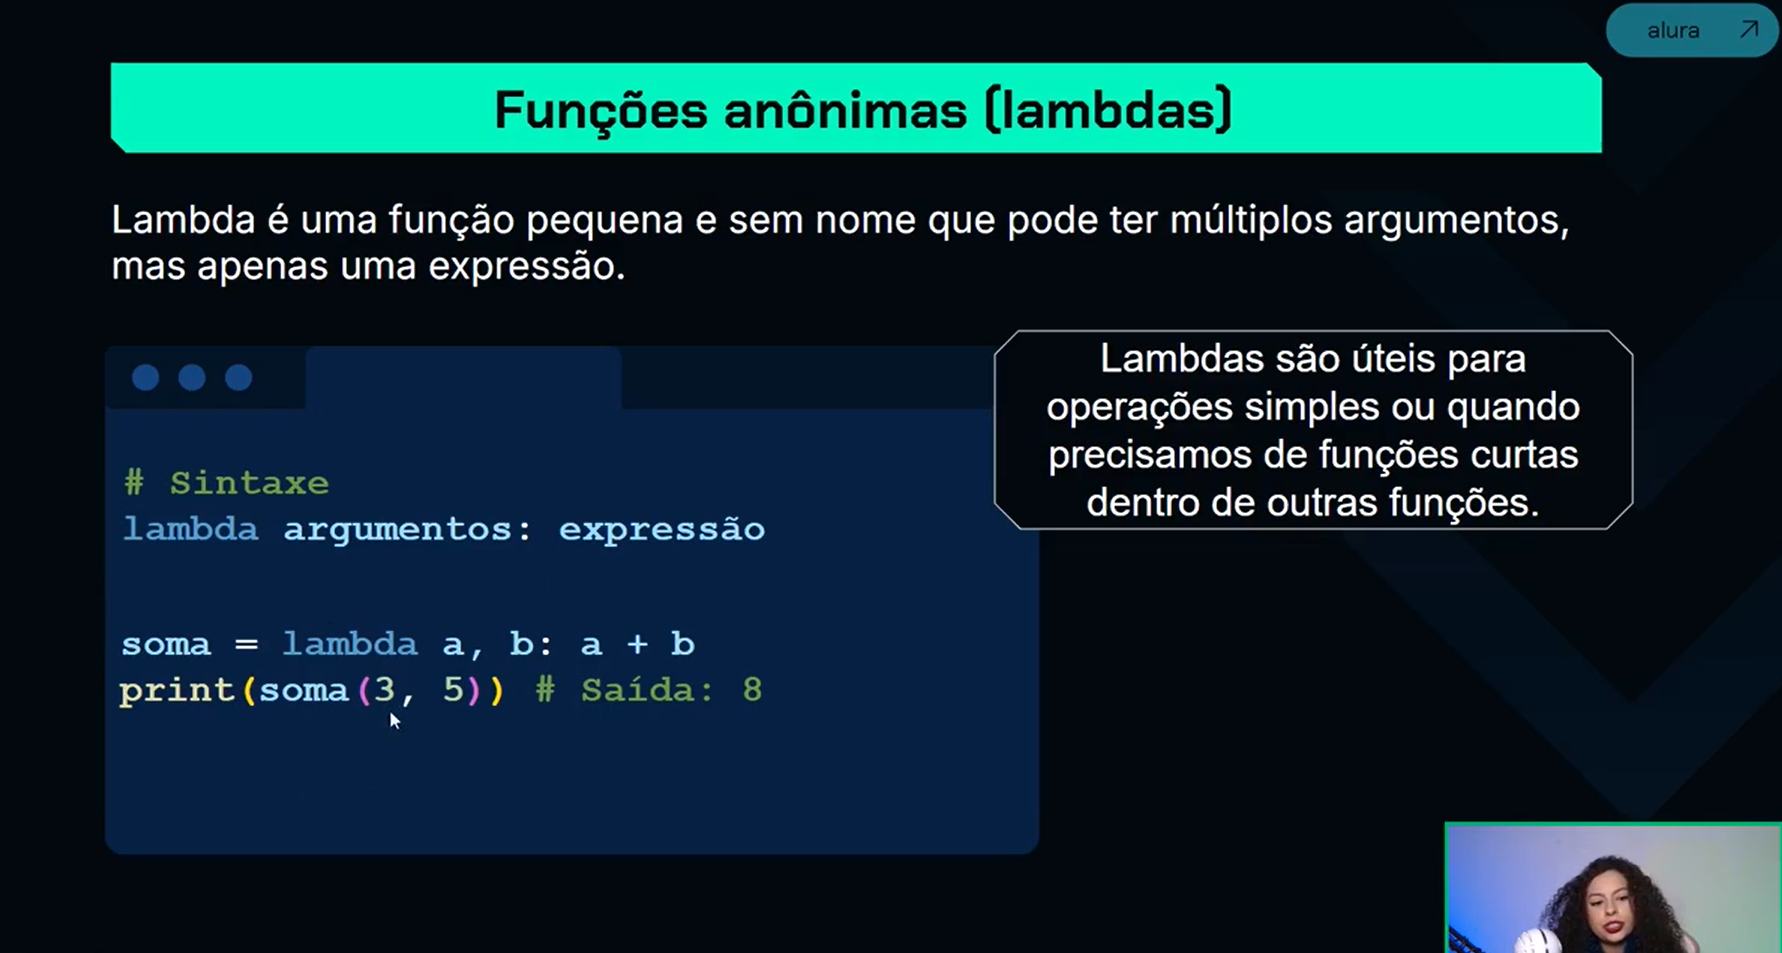 alura
Funções anônimas (lambdas)
Lambda é uma função pequena e sem nome que pode ter múltiplos argumentos,
mas apenas uma expressão.
Lambdas são úteis para
operações simples ou quando
precisamos de funções curtas
dentro de outras funções.
# Sintaxe
lambda argumentos: expressão
soma = lambda a, b: a + b
print(soma(3, 5)) # Saída: 8